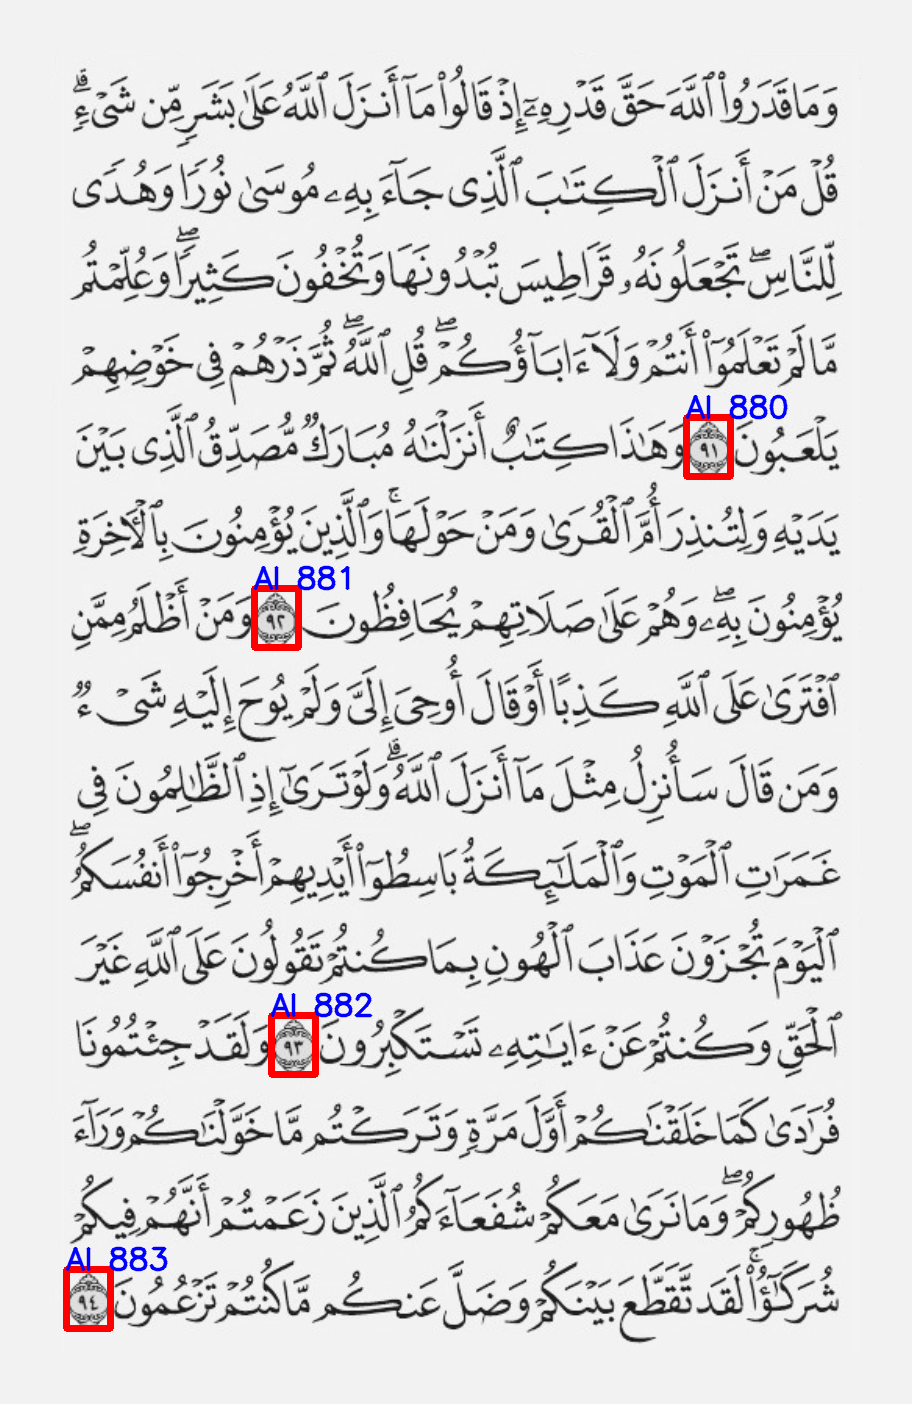 وَمَا قَدَرُوا۟ ٱللَّهَ حَقَّ قَدْرِهِۦٓ إِذْ قَالُوا۟ مَآ أَنزَلَ ٱللَّهُ عَلَىٰ بَشَرٍ مِّن شَىْءٍ ۗ
قُلْ مَنْ أَنزَلَ ٱلْكِتَـٰبَ ٱلَّذِى جَآءَ بِهِۦ مُوسَىٰ نُورًا وَهُدًى
لِّلنَّاسِ ۖ تَجْعَلُونَهُۥ قَرَاطِيسَ تُبْدُونَهَا وَتُخْفُونَ كَثِيرًا ۖ وَعُلِّمْتُم
مَّا لَمْ تَعْلَمُوٓا۟ أَنتُمْ وَلَآ ءَابَآؤُكُمْ ۖ قُلِ ٱللَّهُ ۖ ثُمَّ ذَرْهُمْ فِى خَوْضِهِمْ
AI 880
يَلْعَبُونَ ٩١ وَهَـٰذَا كِتَـٰبٌ أَنزَلْنَـٰهُ مُبَارَكٌ مُّصَدِّقُ ٱلَّذِى بَيْنَ
يَدَيْهِ وَلِتُنذِرَ أُمَّ ٱلْقُرَىٰ وَمَنْ حَوْلَهَا ۚ وَٱلَّذِينَ يُؤْمِنُونَ بِٱلْـَٔاخِرَةِ
AI 881
يُؤْمِنُونَ بِهِۦ ۖ وَهُمْ عَلَىٰ صَلَاتِهِمْ يُحَافِظُونَ ٩٢ وَمَنْ أَظْلَمُ مِمَّنِ
ٱفْتَرَىٰ عَلَى ٱللَّهِ كَذِبًا أَوْ قَالَ أُوحِىَ إِلَىَّ وَلَمْ يُوحَ إِلَيْهِ شَىْءٌ
وَمَن قَالَ سَأُنزِلُ مِثْلَ مَآ أَنزَلَ ٱللَّهُ ۗ وَلَوْ تَرَىٰٓ إِذِ ٱلظَّـٰلِمُونَ فِى
غَمَرَٰتِ ٱلْمَوْتِ وَٱلْمَلَـٰٓئِكَةُ بَاسِطُوٓا۟ أَيْدِيهِمْ أَخْرِجُوٓا۟ أَنفُسَكُمُ ۖ
ٱلْيَوْمَ تُجْزَوْنَ عَذَابَ ٱلْهُونِ بِمَا كُنتُمْ تَقُولُونَ عَلَى ٱللَّهِ غَيْرَ
AI 882
ٱلْحَقِّ وَكُنتُمْ عَنْ ءَايَـٰتِهِۦ تَسْتَكْبِرُونَ ٩٣ وَلَقَدْ جِئْتُمُونَا
فُرَٰدَىٰ كَمَا خَلَقْنَـٰكُمْ أَوَّلَ مَرَّةٍ وَتَرَكْتُم مَّا خَوَّلْنَـٰكُمْ وَرَآءَ
ظُهُورِكُمْ ۖ وَمَا نَرَىٰ مَعَكُمْ شُفَعَآءَكُمُ ٱلَّذِينَ زَعَمْتُمْ أَنَّهُمْ فِيكُمْ
AI 883
شُرَكَـٰٓؤُا۟ ۚ لَقَد تَّقَطَّعَ بَيْنَكُمْ وَضَلَّ عَنكُم مَّا كُنتُمْ تَزْعُمُونَ ٩٤